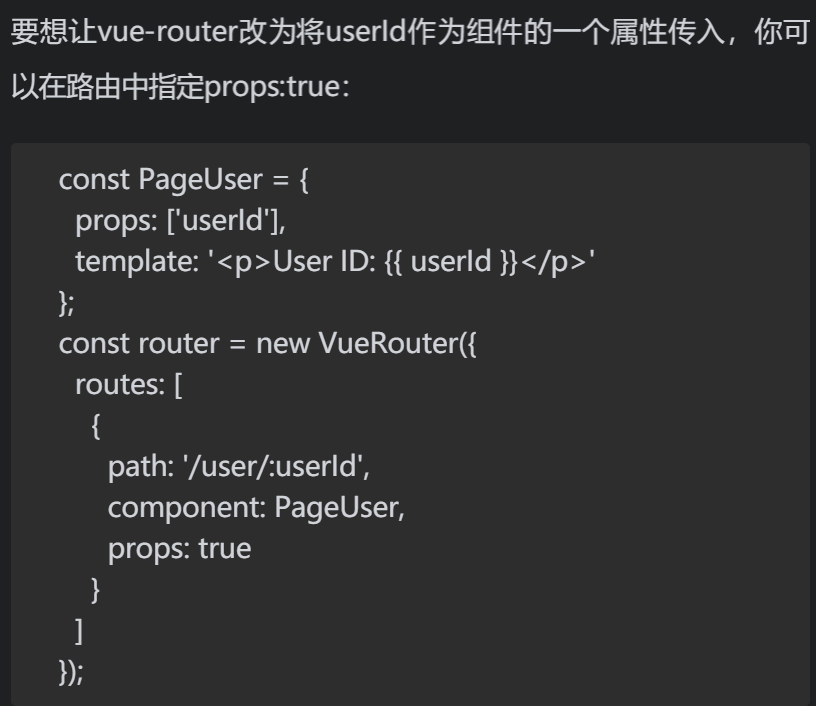 要想让vue-router改为将userId作为组件的一个属性传入，你可
以在路由中指定props:true：
const PageUser = {
props: ['userId'],
template: '<p>User ID: {{ userId }}</p>'
};
const router = new VueRouter({
routes: [
{
path: '/user/:userId',
component: PageUser,
props: true
}
]
});